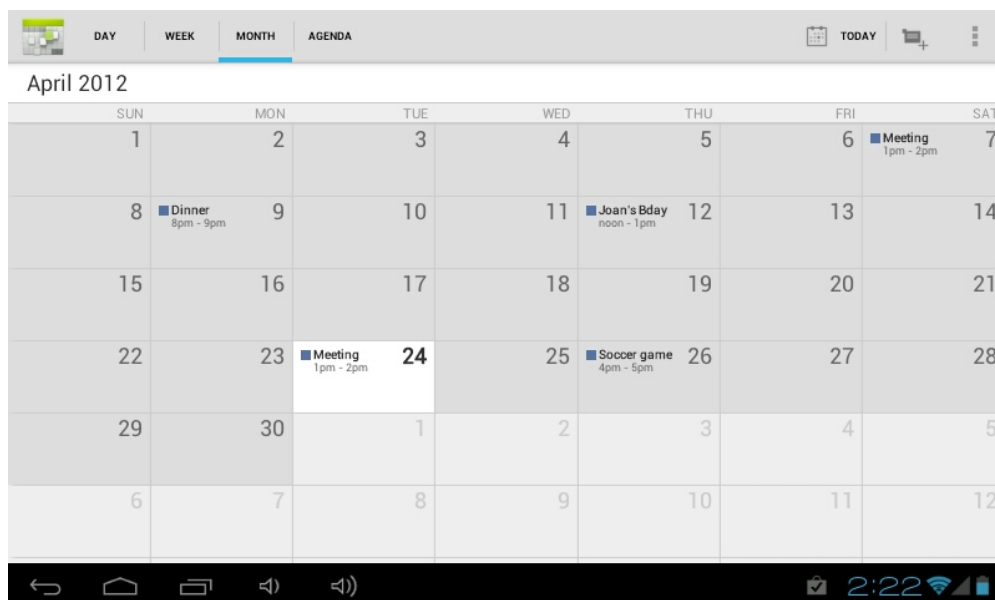 DAY WEEK MONTH AGENDA TODAY
April 2012
SUN MON TUE WED THU FRI SAT
1 2 3 4 5 6 Meeting 7
1pm - 2pm
8 Dinner 9 10 11 Joan's Bday 12 13 14
8pm - 9pm noon - 1pm
15 16 17 18 19 20 21
22 23 Meeting 24 25 Soccer game 26 27 28
1pm - 2pm 4pm - 5pm
29 30 1 2 3 4 5
6 7 8 9 10 11 12
2:22